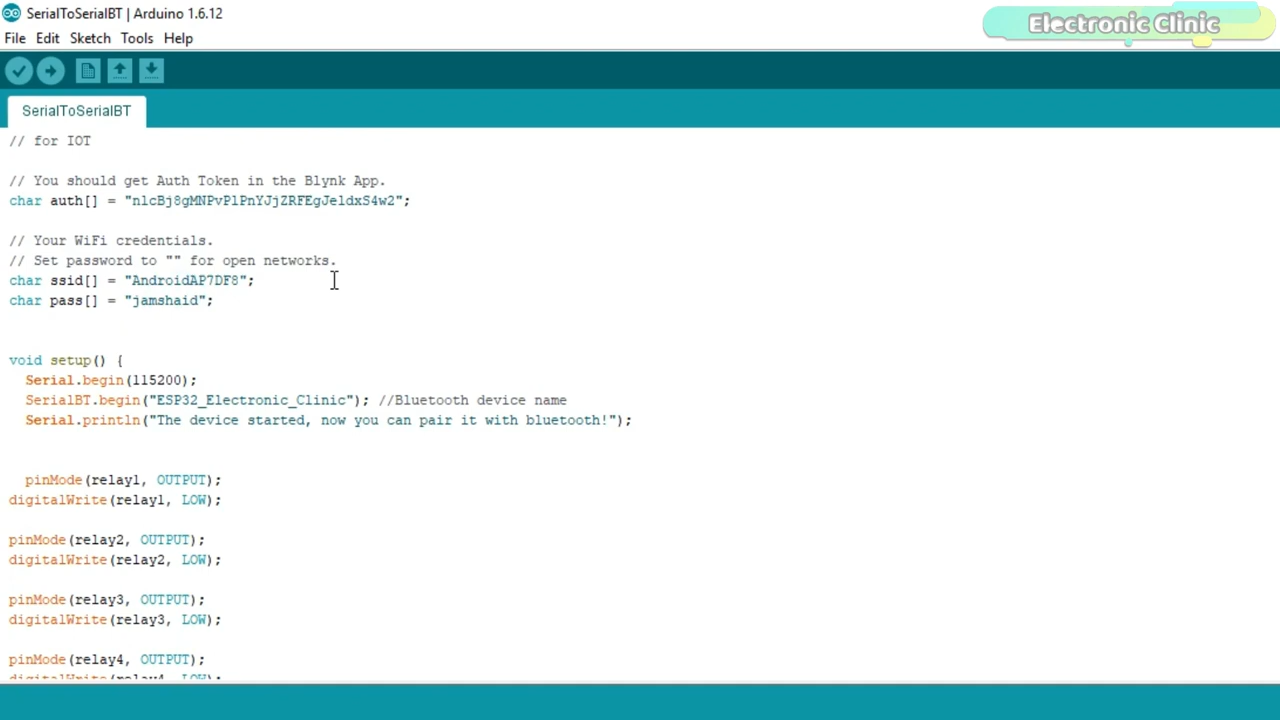 SerialToSerialBT | Arduino 1.6.12
Electronic Clinic
File Edit Sketch Tools Help
SerialToSerialBT
// for IOT
// You should get Auth Token in the Blynk App.
char auth[] = "nlcBj8gMNPvPlPnYJjZRFEgJeldxS4w2";
// Your WiFi credentials.
// Set password to "" for open networks.
char ssid[] = "AndroidAP7DF8";
char pass[] = "jamshaid";
void setup() {
Serial.begin(115200);
SerialBT.begin("ESP32_Electronic_Clinic"); //Bluetooth device name
Serial.println("The device started, now you can pair it with bluetooth!");
pinMode(relay1, OUTPUT);
digitalWrite(relay1, LOW);
pinMode(relay2, OUTPUT);
digitalWrite(relay2, LOW);
pinMode(relay3, OUTPUT);
digitalWrite(relay3, LOW);
pinMode(relay4, OUTPUT);
digitalWrite(relay4, LOW);